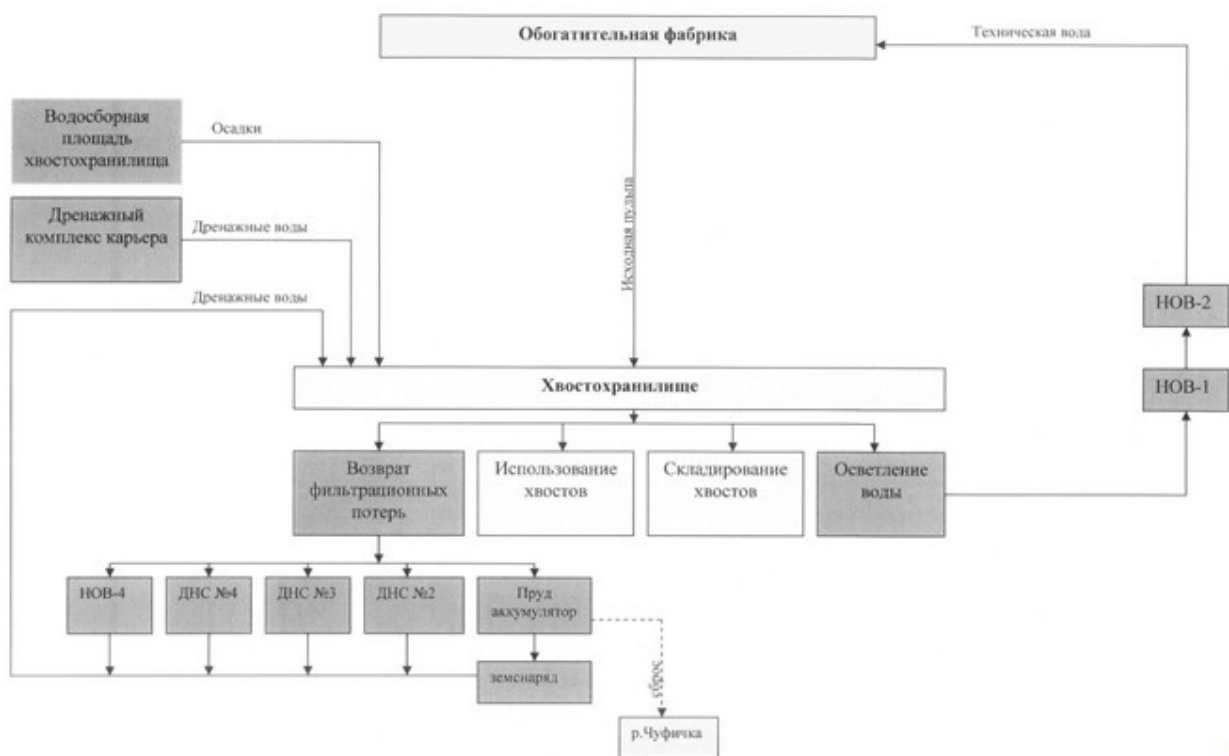 Обогатительная фабрика
Техническая вода
Водосборная
площадь
хвостохранилища
Осадки
Дренажный
комплекс карьера
Дренажные воды
Исходная пульпа
Дренажные воды
НОВ-2
Хвостохранилище
НОВ-1
Возврат
фильтрационных
потерь
Использование
хвостов
Складирование
хвостов
Осветление
воды
НОВ-4
ДНС №4
ДНС №3
ДНС №2
Пруд
аккумулятор
земснаряд
сброс
р.Чуфичка